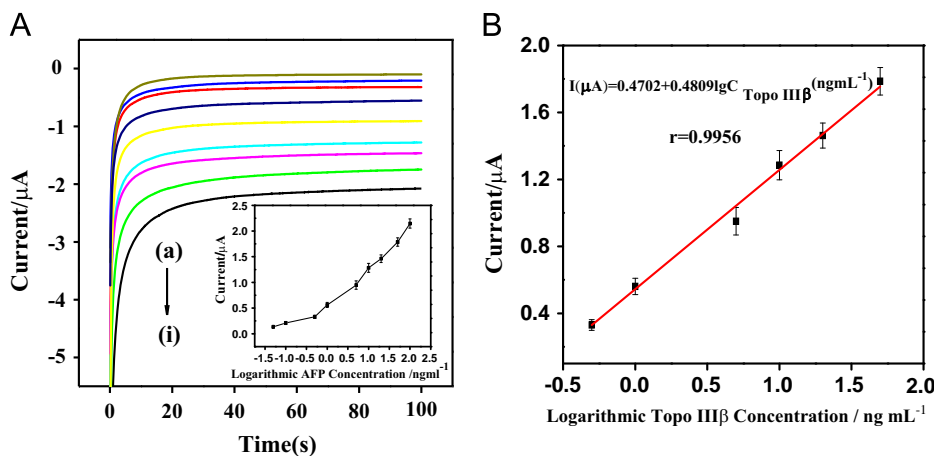 A
0
-1
-2
-3
-4
-5
Current/μA
(a)
(i)
2.5
2.0
1.5
1.0
0.5
0.0
Current/μA
-1.5 -1.0 -0.5 0.0 0.5 1.0 1.5 2.0 2.5
Logarithmic AFP Concentration /ngml⁻¹
0 20 40 60 80 100
Time(s)
B
2.0
1.6
1.2
0.8
0.4
Current/μA
I(μA)=0.4702+0.4809lgC Topo IIIβ(ngmL⁻¹)
r=0.9956
-0.5 0.0 0.5 1.0 1.5 2.0
Logarithmic Topo IIIβ Concentration / ng mL⁻¹